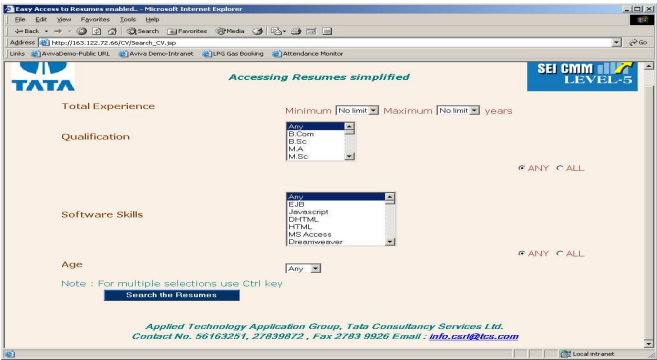 Easy Access to Resumes enabled.. - Microsoft Internet Explorer
File Edit View Favorites Tools Help
Back Search Favorites Media
Address http://163.122.72.66/CV/Search_CV.jsp Go
Links AvivaDemo-Public URL Aviva Demo-Intranet LPG Gas Booking Attendance Monitor
TATA
Accessing Resumes simplified
SEI CMM
LEVEL-5
Total Experience
Minimum No limit Maximum No limit years
Qualification
Any
B.Com
B.Sc
M.A
M.Sc
ANY ALL
Software Skills
Any
EJB
Javascript
DHTML
HTML
MS Access
Dreamweaver
ANY ALL
Age
Any
Note : For multiple selections use Ctrl key
Search the Resumes
Applied Technology Application Group, Tata Consultancy Services Ltd.
Contact No. 56163251, 27839872 , Fax 2783 9926 Email : info.csrl@tcs.com
Local intranet